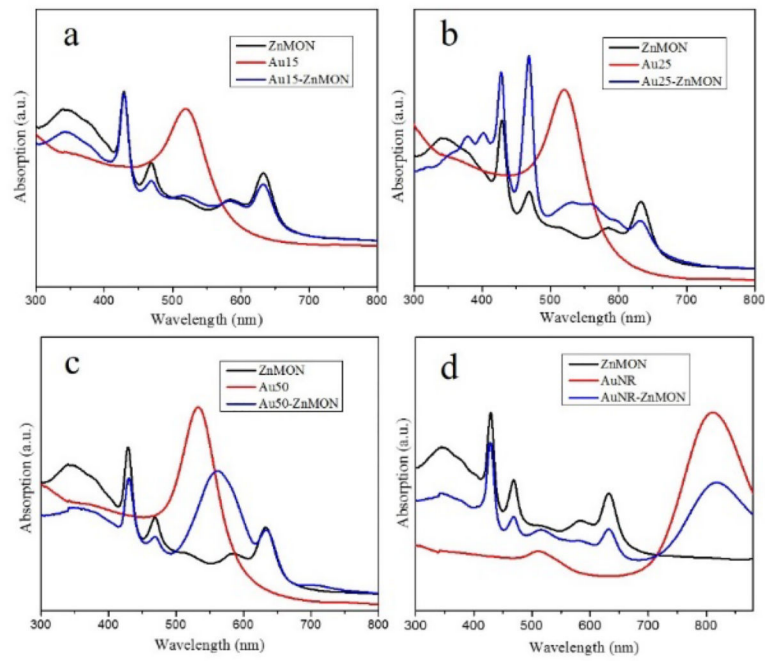 a
ZnMON
Au15
Au15-ZnMON
Absorption (a.u.)
300 400 500 600 700 800
Wavelength (nm)
b
ZnMON
Au25
Au25-ZnMON
Absorption (a.u.)
300 400 500 600 700 800
Wavelength (nm)
c
ZnMON
Au50
Au50-ZnMON
Absorption (a.u.)
300 400 500 600 700 800
Wavelength (nm)
d
ZnMON
AuNR
AuNR-ZnMON
Absorption (a.u.)
300 400 500 600 700 800
Wavelength (nm)